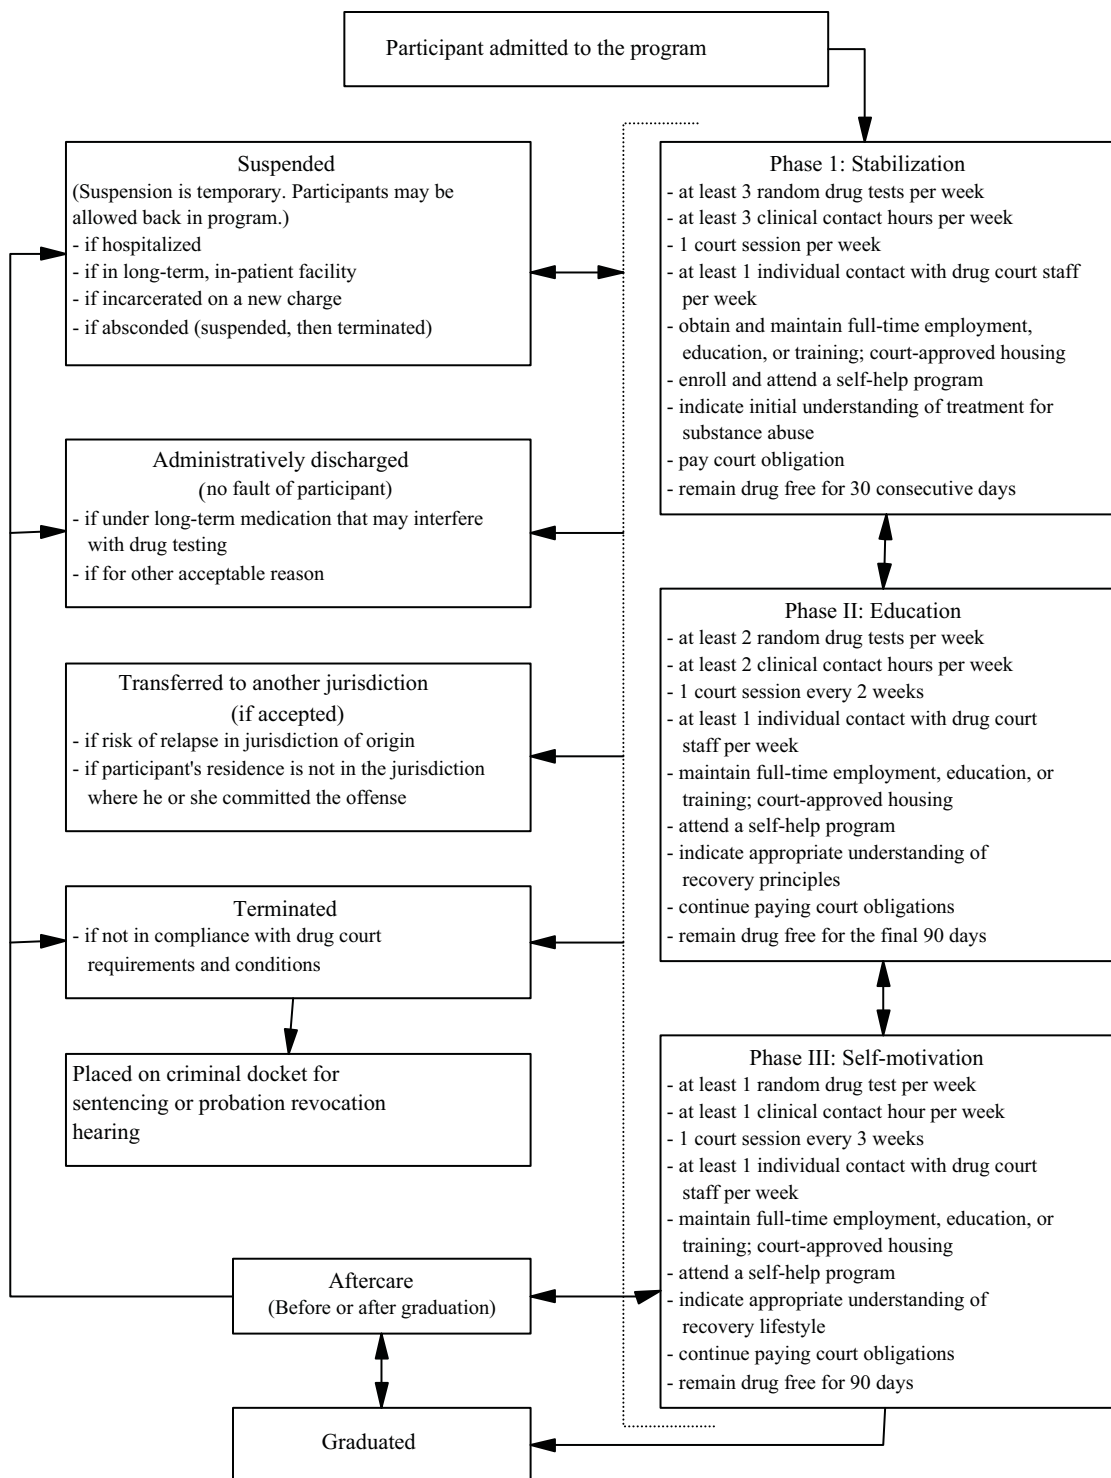 Participant admitted to the program
Suspended
(Suspension is temporary. Participants may be
allowed back in program.)
- if hospitalized
- if in long-term, in-patient facility
- if incarcerated on a new charge
- if absconded (suspended, then terminated)
Administratively discharged
(no fault of participant)
- if under long-term medication that may interfere
with drug testing
- if for other acceptable reason
Transferred to another jurisdiction
(if accepted)
- if risk of relapse in jurisdiction of origin
- if participant's residence is not in the jurisdiction
where he or she committed the offense
Terminated
- if not in compliance with drug court
requirements and conditions
Placed on criminal docket for
sentencing or probation revocation
hearing
Aftercare
(Before or after graduation)
Graduated
Phase 1: Stabilization
- at least 3 random drug tests per week
- at least 3 clinical contact hours per week
- 1 court session per week
- at least 1 individual contact with drug court staff
per week
- obtain and maintain full-time employment,
education, or training; court-approved housing
- enroll and attend a self-help program
- indicate initial understanding of treatment for
substance abuse
- pay court obligation
- remain drug free for 30 consecutive days
Phase II: Education
- at least 2 random drug tests per week
- at least 2 clinical contact hours per week
- 1 court session every 2 weeks
- at least 1 individual contact with drug court
staff per week
- maintain full-time employment, education, or
training; court-approved housing
- attend a self-help program
- indicate appropriate understanding of
recovery principles
- continue paying court obligations
- remain drug free for the final 90 days
Phase III: Self-motivation
- at least 1 random drug test per week
- at least 1 clinical contact hour per week
- 1 court session every 3 weeks
- at least 1 individual contact with drug court
staff per week
- maintain full-time employment, education, or
training; court-approved housing
- attend a self-help program
- indicate appropriate understanding of
recovery lifestyle
- continue paying court obligations
- remain drug free for 90 days